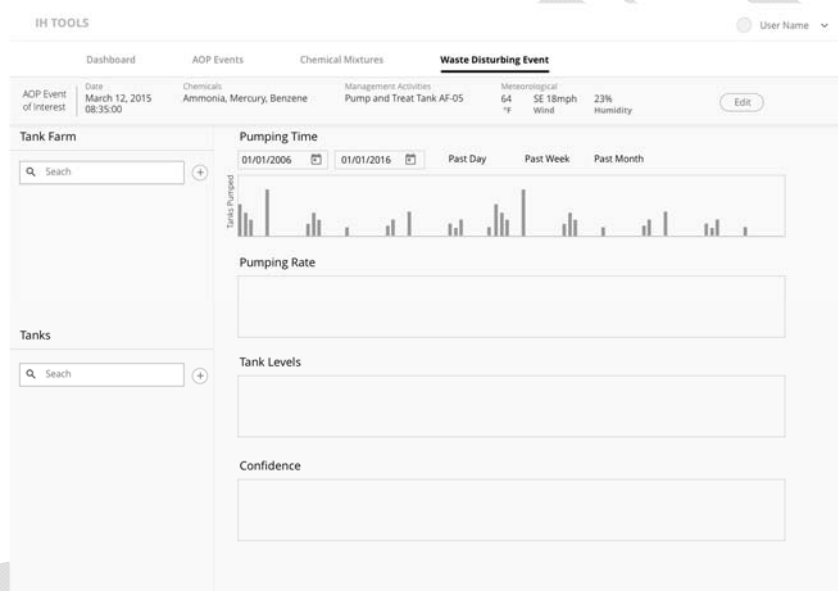 IH TOOLS
User Name
Dashboard AOP Events Chemical Mixtures Waste Disturbing Event
AOP Event of Interest
Date
March 12, 2015
08:35:00
Chemicals
Ammonia, Mercury, Benzene
Management Activities
Pump and Treat Tank AF-05
Meteorological
64 SE 18mph 23%
°F Wind Humidity
Edit
Tank Farm
Seach
Tanks
Seach
Pumping Time
01/01/2006 01/01/2016 Past Day Past Week Past Month
Tanks Pumped
Pumping Rate
Tank Levels
Confidence